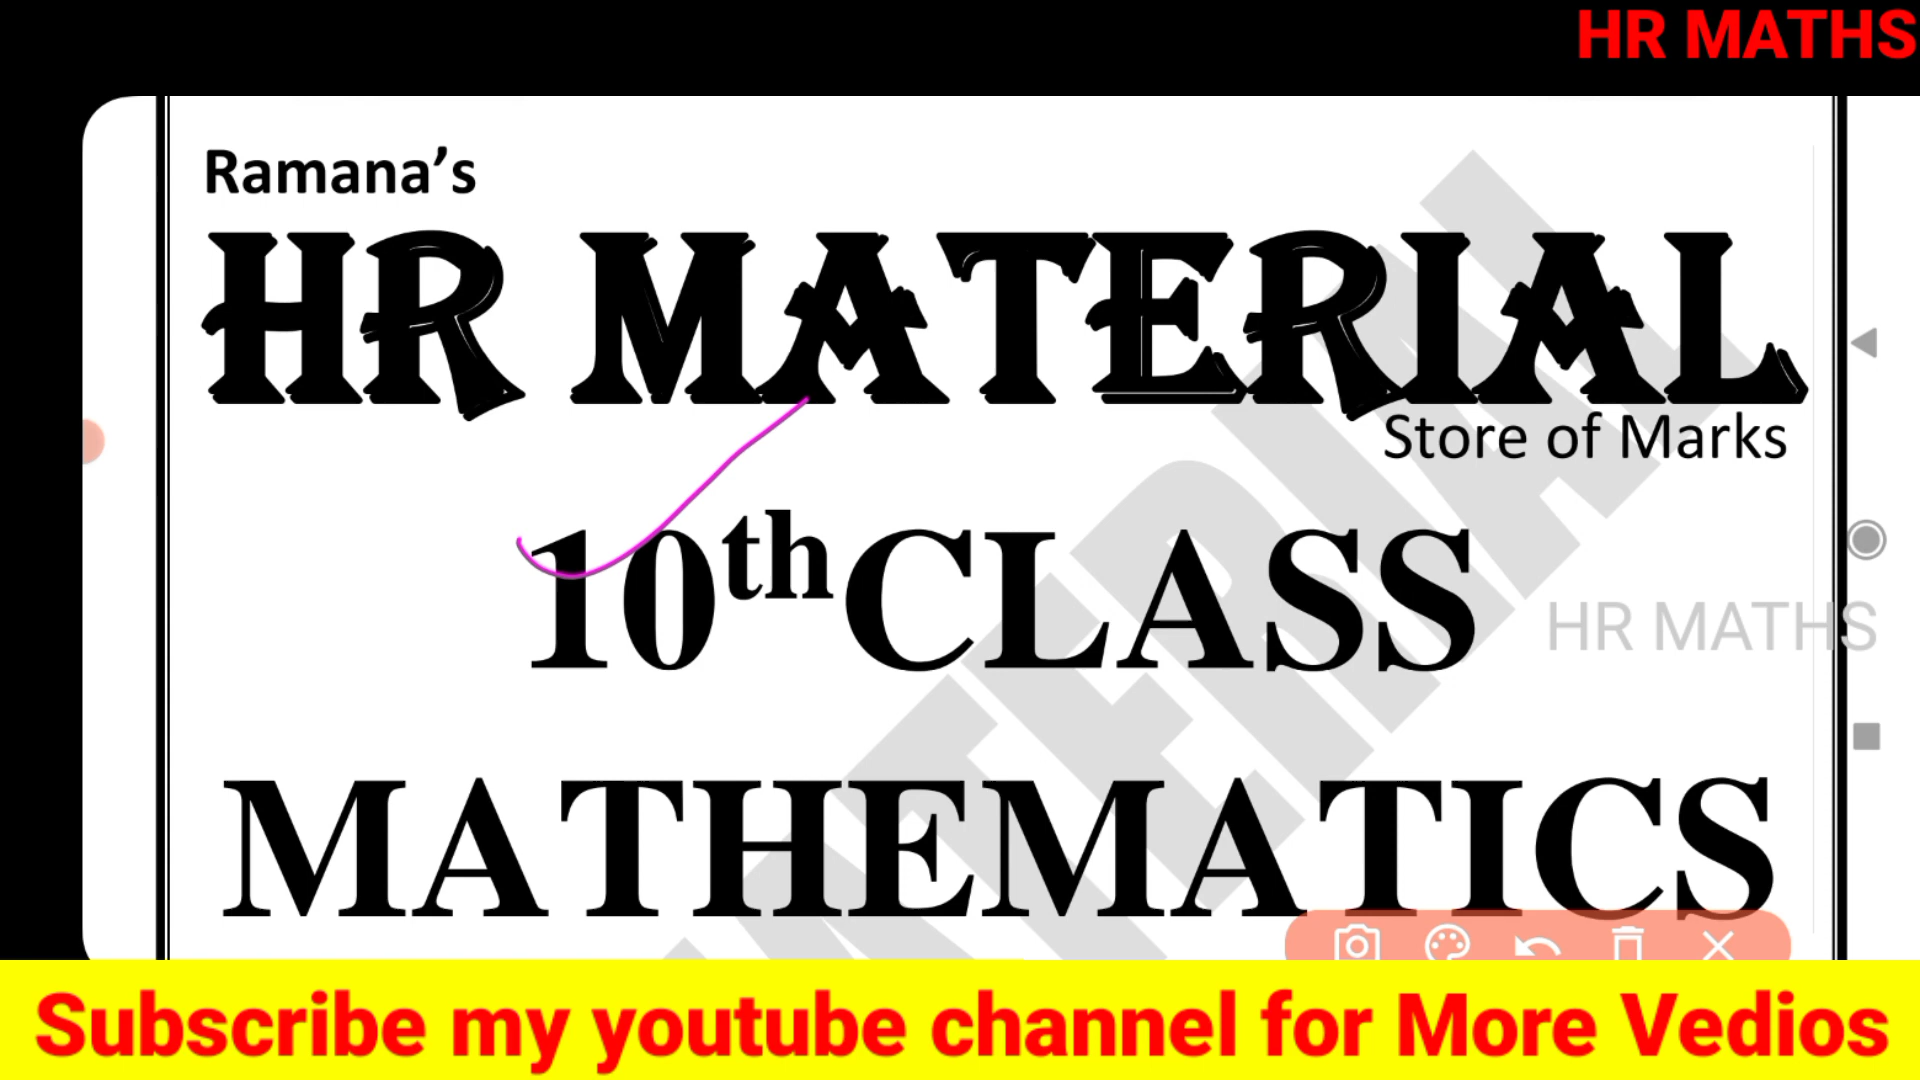 HR MATHS
Ramana’s
HR MATERIAL
Store of Marks
10th CLASS
HR MATHS
MATHEMATICS
MATERIAL
Subscribe my youtube channel for More Vedios